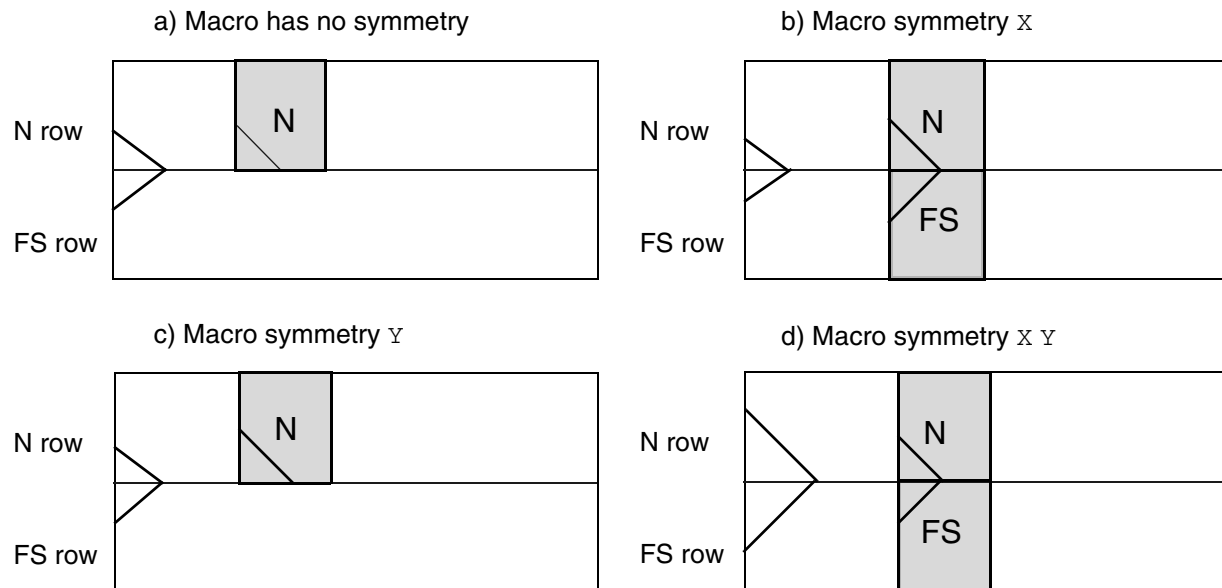 a) Macro has no symmetry
N row
N
FS row
b) Macro symmetry X
N row
N
FS row
FS
c) Macro symmetry Y
N row
N
FS row
d) Macro symmetry X Y
N row
N
FS row
FS